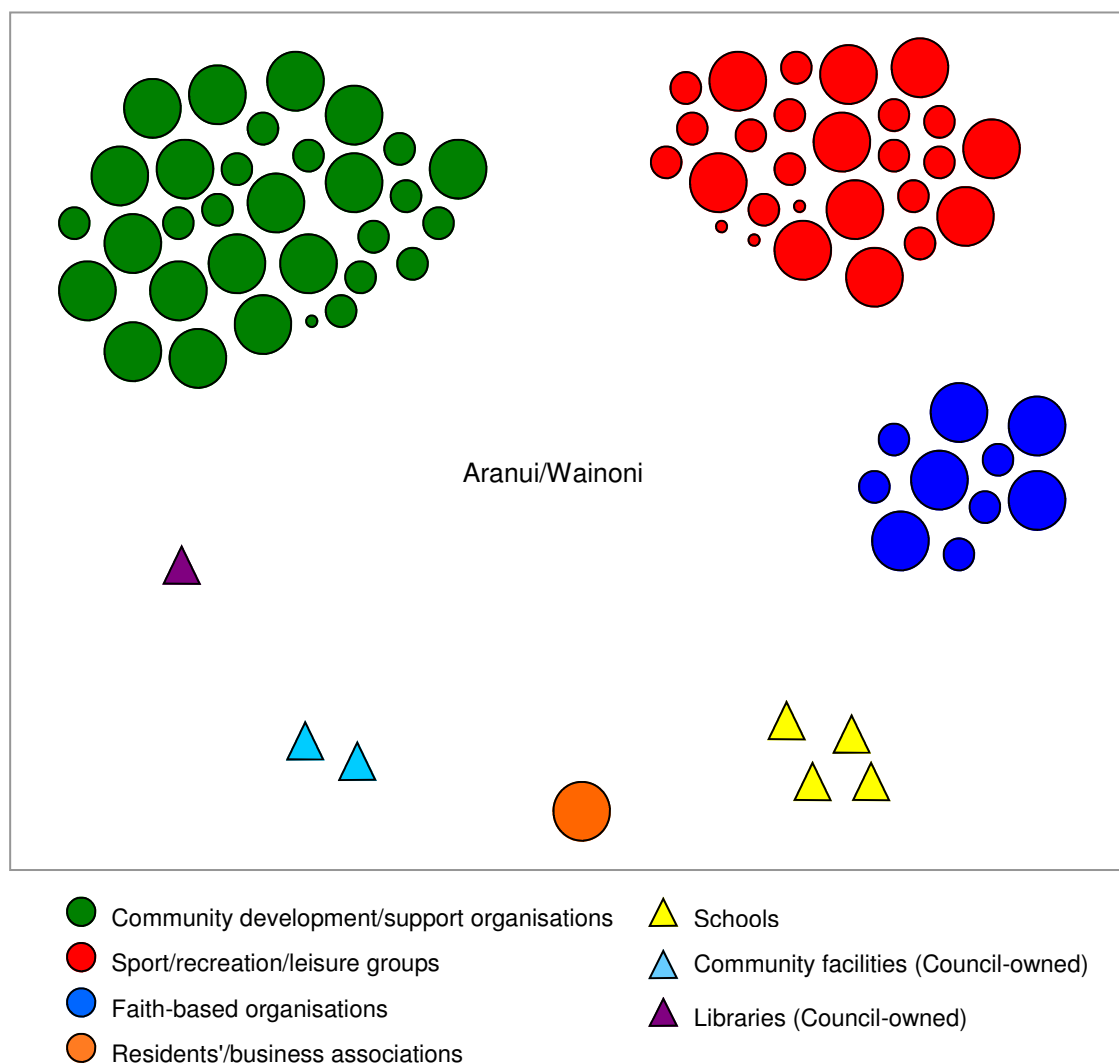 Aranui/Wainoni
Community development/support organisations
Sport/recreation/leisure groups
Faith-based organisations
Residents'/business associations
Schools
Community facilities (Council-owned)
Libraries (Council-owned)